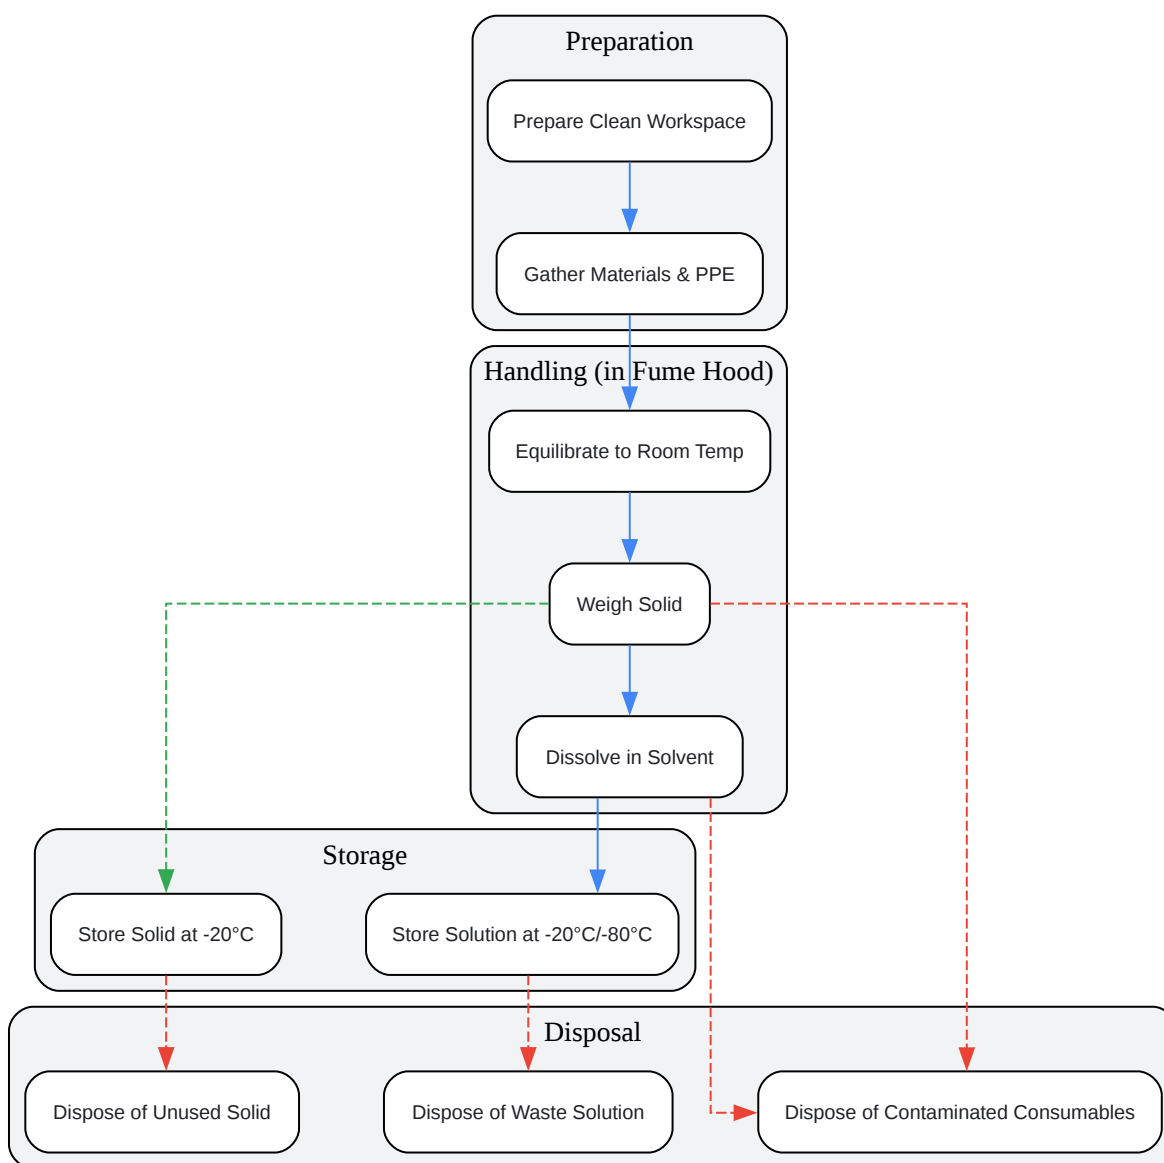 Preparation
Prepare Clean Workspace
Gather Materials & PPE
Handling (in Fume Hood)
Equilibrate to Room Temp
Weigh Solid
Dissolve in Solvent
Storage
Store Solid at -20°C
Store Solution at -20°C/-80°C
Disposal
Dispose of Unused Solid
Dispose of Waste Solution
Dispose of Contaminated Consumables